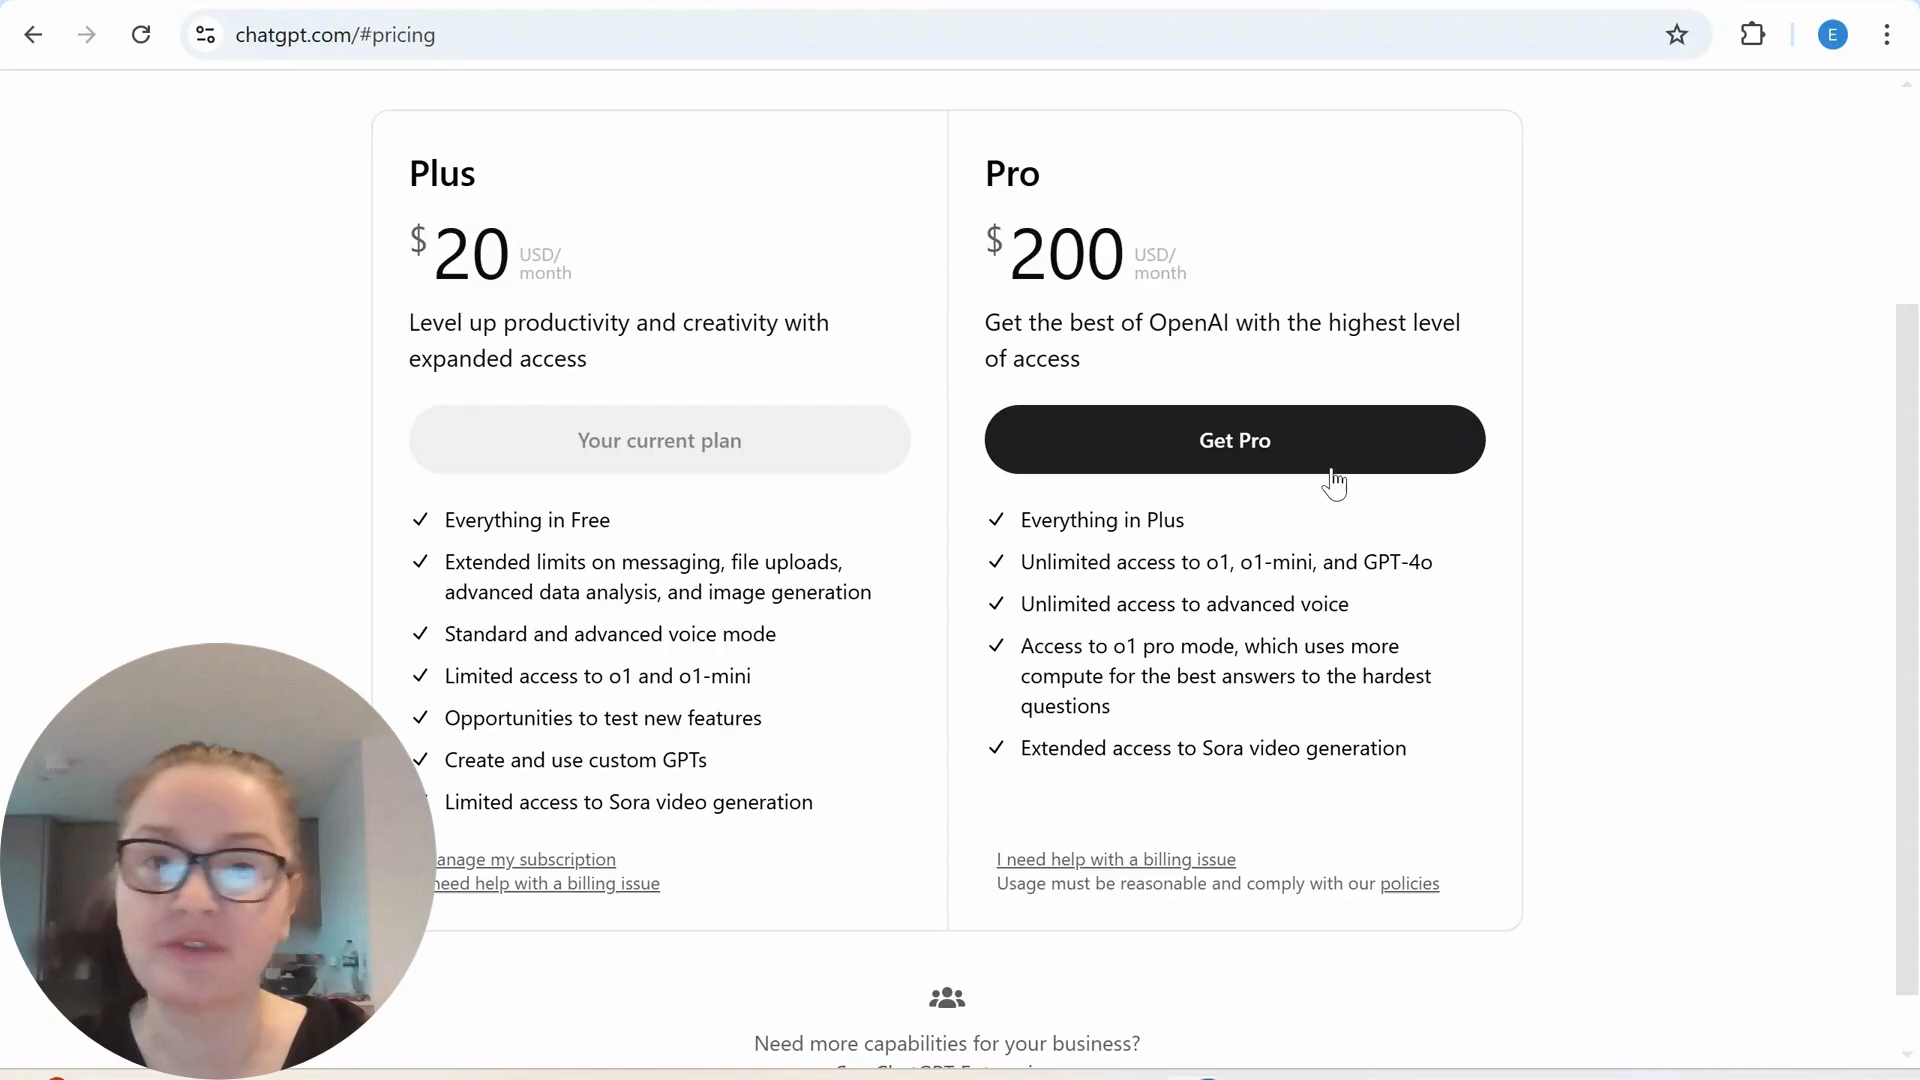 chatgpt.com/#pricing
E
Plus
$20 USD/
month
Level up productivity and creativity with
expanded access
Your current plan
Everything in Free
Extended limits on messaging, file uploads,
advanced data analysis, and image generation
Standard and advanced voice mode
Limited access to o1 and o1-mini
Opportunities to test new features
Create and use custom GPTs
Limited access to Sora video generation
anage my subscription
need help with a billing issue
Pro
$200 USD/
month
Get the best of OpenAI with the highest level
of access
Get Pro
Everything in Plus
Unlimited access to o1, o1-mini, and GPT-4o
Unlimited access to advanced voice
Access to o1 pro mode, which uses more
compute for the best answers to the hardest
questions
Extended access to Sora video generation
I need help with a billing issue
Usage must be reasonable and comply with our policies
Need more capabilities for your business?